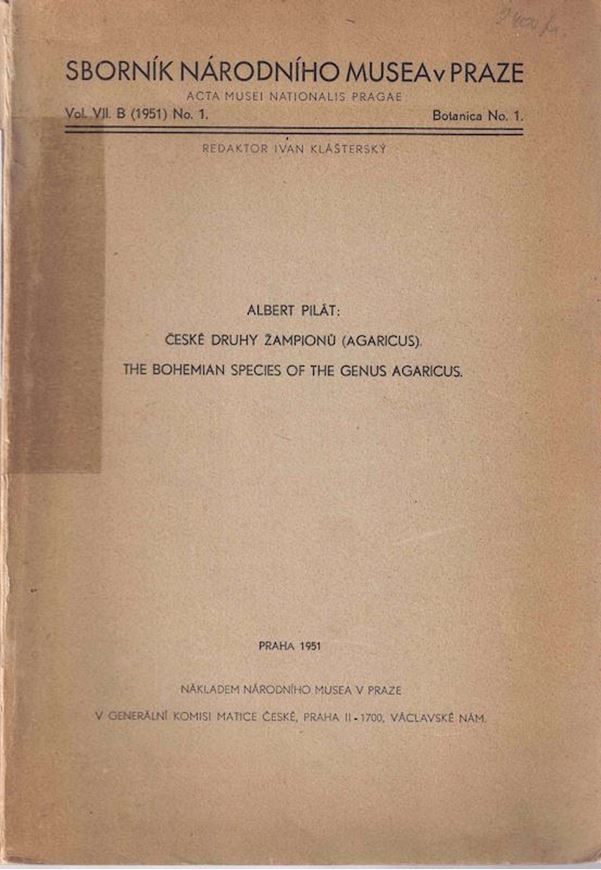 SBORNÍK NÁRODNÍHO MUSEA v PRAZE
ACTA MUSEI NATIONALIS PRAGAE
Vol. VII. B (1951) No. 1. Botanica No. 1.
REDAKTOR IVAN KLÁŠTERSKÝ
ALBERT PILÁT:
ČESKÉ DRUHY ŽAMPIONŮ (AGARICUS).
THE BOHEMIAN SPECIES OF THE GENUS AGARICUS.
PRAHA 1951
NÁKLADEM NÁRODNÍHO MUSEA V PRAZE
V GENERÁLNÍ KOMISI MATICE ČESKÉ, PRAHA II-1700, VÁCLAVSKÉ NÁM.